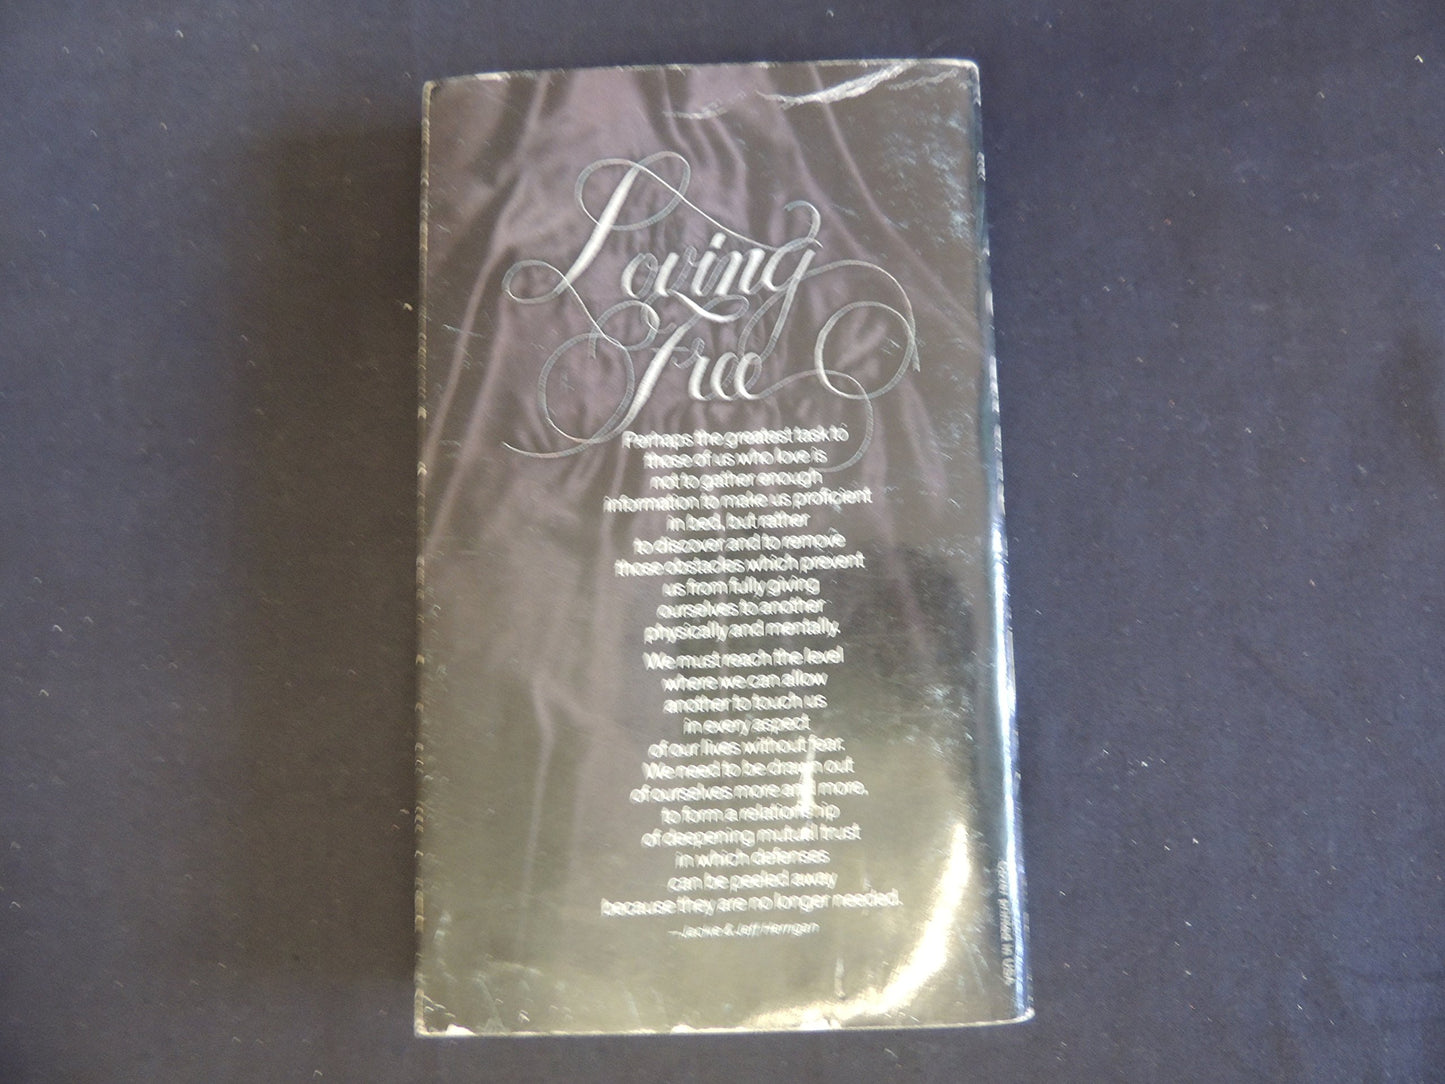 Loving
Free
Perhaps the greatest task to
those of us who love is
not to gather enough
information to make us proficient
in bed, but rather
to discover and to remove
those obstacles which prevent
us from fully giving
ourselves to another
physically and mentally.
We must reach the level
where we can allow
another to touch us
in every aspect
of our lives without fear.
We need to be drawn out
of ourselves more and more,
to form a relationship
of deepening mutual trust
in which defenses
can be peeled away
because they are no longer needed.
—Jackie & Jeff Herrigan
Cover printed in USA